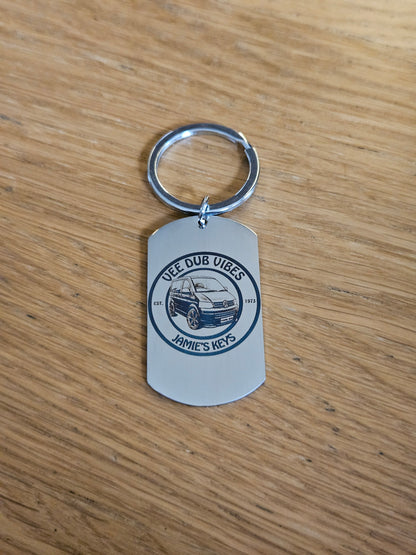 VEE DUB VIBES
EST. 1973
JAMIE'S KEYS